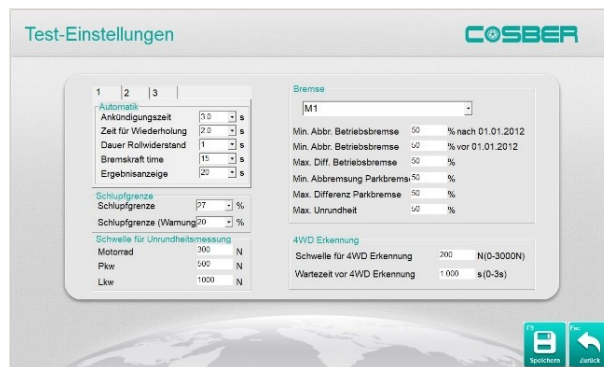 Test-Einstellungen
COSBER
1 2 3
Automatik
Ankündigungszeit 3.0 s
Zeit für Wiederholung 2.0 s
Dauer Rollwiderstand 1 s
Bremskraft time 15 s
Ergebnisanzeige 20 s
Schlupfgrenze
Schlupfgrenze 27 %
Schlupfgrenze (Warnung 20 %
Schwelle für Unrundheitsmessung
Motorrad 300 N
Pkw 500 N
Lkw 1000 N
Bremse
M1
Min. Abbr. Betriebsbremse 50 % nach 01.01.2012
Min. Abbr. Betriebsbremse 50 % vor 01.01.2012
Max. Diff. Betriebsbremse 50 %
Min. Abbremsung Parkbremse 50 %
Max. Differenz Parkbremse 50 %
Max. Unrundheit 50 %
4WD Erkennung
Schwelle für 4WD Erkennung 200 N(0-3000N)
Wartezeit vor 4WD Erkennung 1.000 s(0-3s)
F9
Speichern
Esc
Zurück